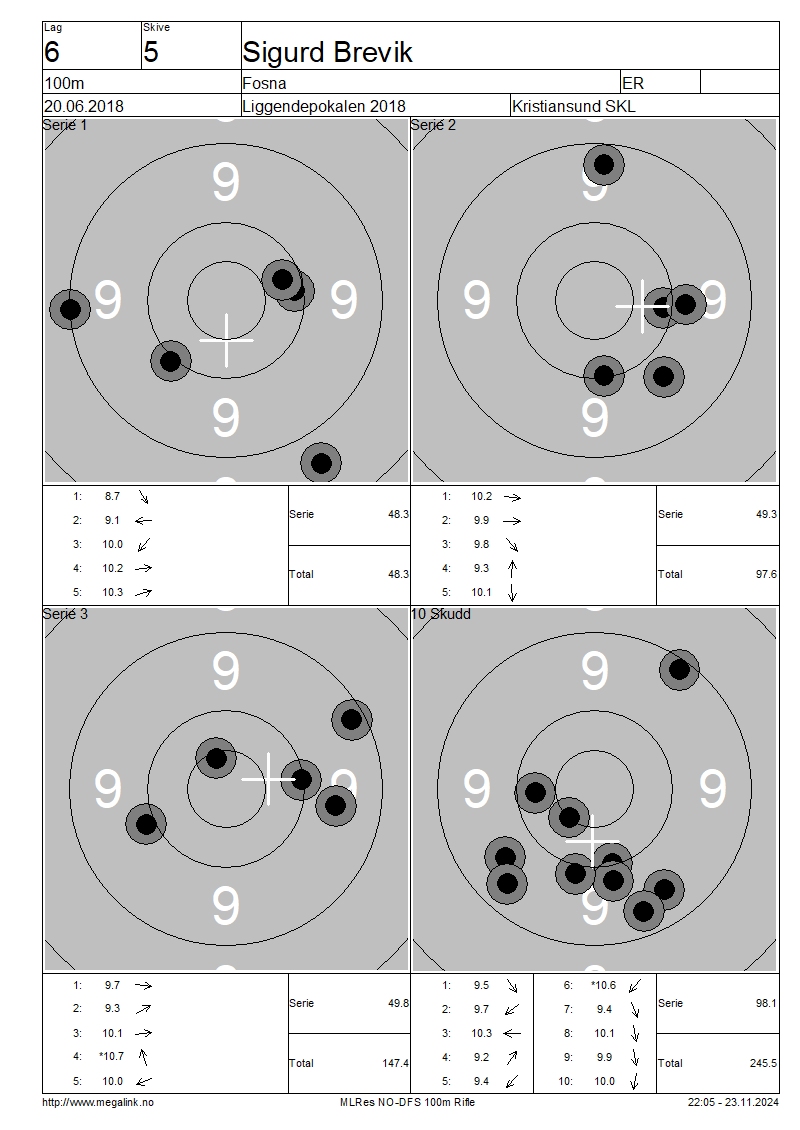 Lag Skive
6 5 Sigurd Brevik
100m Fosna ER
20.06.2018 Liggendepokalen 2018 Kristiansund SKL
Serie 1
9
9 9
9
1: 8.7
2: 9.1
3: 10.0
4: 10.2
5: 10.3
Serie 48.3
Total 48.3
Serie 2
9
9 9
9
1: 10.2
2: 9.9
3: 9.8
4: 9.3
5: 10.1
Serie 49.3
Total 97.6
Serie 3
9
9 9
9
1: 9.7
2: 9.3
3: 10.1
4: *10.7
5: 10.0
Serie 49.8
Total 147.4
10 Skudd
9
9 9
9
1: 9.5
2: 9.7
3: 10.3
4: 9.2
5: 9.4
6: *10.6
7: 9.4
8: 10.1
9: 9.9
10: 10.0
Serie 98.1
Total 245.5
http://www.megalink.no MLRes NO-DFS 100m Rifle 22:05 - 23.11.2024